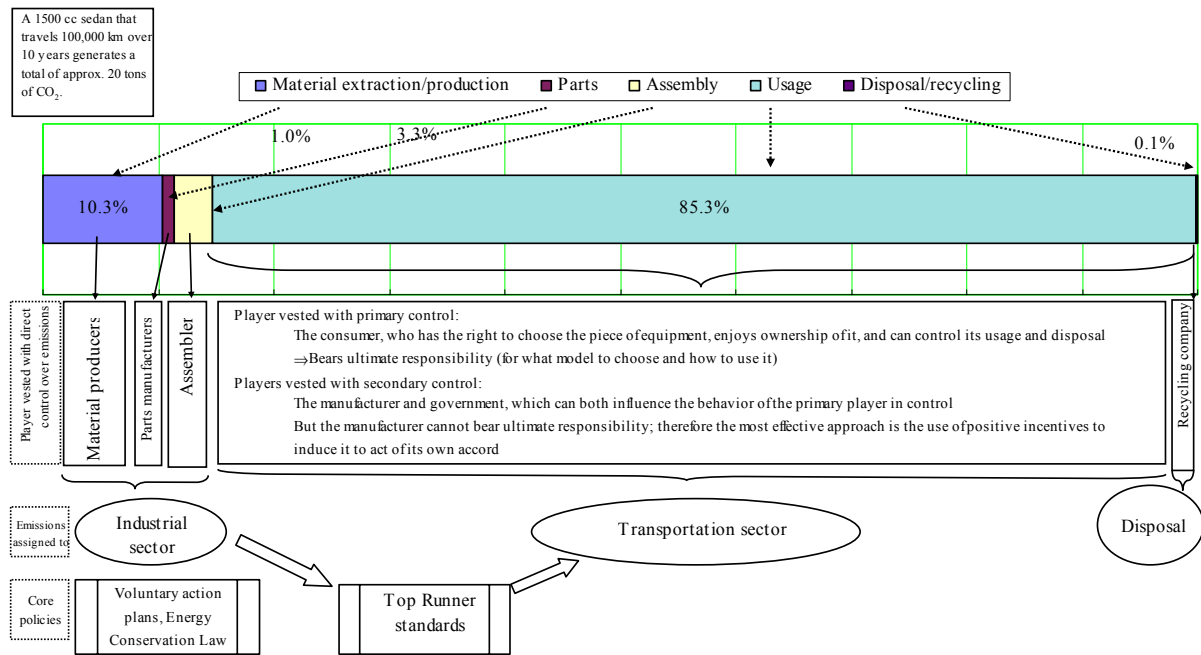 A 1500 cc sedan that
travels 100,000 km over
10 years generates a
total of approx. 20 tons
of CO2.
Material extraction/production Parts Assembly Usage Disposal/recycling
1.0% 3.3% 0.1%
10.3% 85.3%
Player vested with direct
control over emissions
Material producers
Parts manufacturers
Assembler
Player vested with primary control:
The consumer, who has the right to choose the piece of equipment, enjoys ownership of it, and can control its usage and disposal
⇒Bears ultimate responsibility (for what model to choose and how to use it)
Players vested with secondary control:
The manufacturer and government, which can both influence the behavior of the primary player in control
But the manufacturer cannot bear ultimate responsibility; therefore the most effective approach is the use of positive incentives to
induce it to act of its own accord
Recycling company
Emissions
assigned to
Industrial
sector
Transportation sector
Disposal
Core
policies
Voluntary action
plans, Energy
Conservation Law
Top Runner
standards